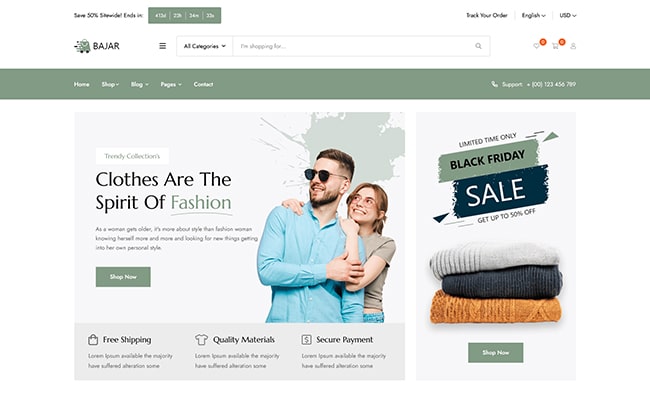 Save 50% Sitewide! Ends in: 413d 23h 34m 33s
Track Your Order English USD
BAJAR
All Categories I'm shopping for...
0 0
Home Shop Blog Pages Contact
Support: + (00) 123 456 789
Trendy Collection's
Clothes Are The
Spirit Of Fashion
As a woman gets older, it's more about style than fashion woman
knowing herself more and more and looking for new things getting
into her own personal style.
Shop Now
Free Shipping
Lorem Ipsum available the majority
have suffered alteration some
Quality Materials
Lorem Ipsum available the majority
have suffered alteration some
Secure Payment
Lorem Ipsum available the majority
have suffered alteration some
LIMITED TIME ONLY
BLACK FRIDAY
SALE
GET UP TO 50% OFF
Shop Now